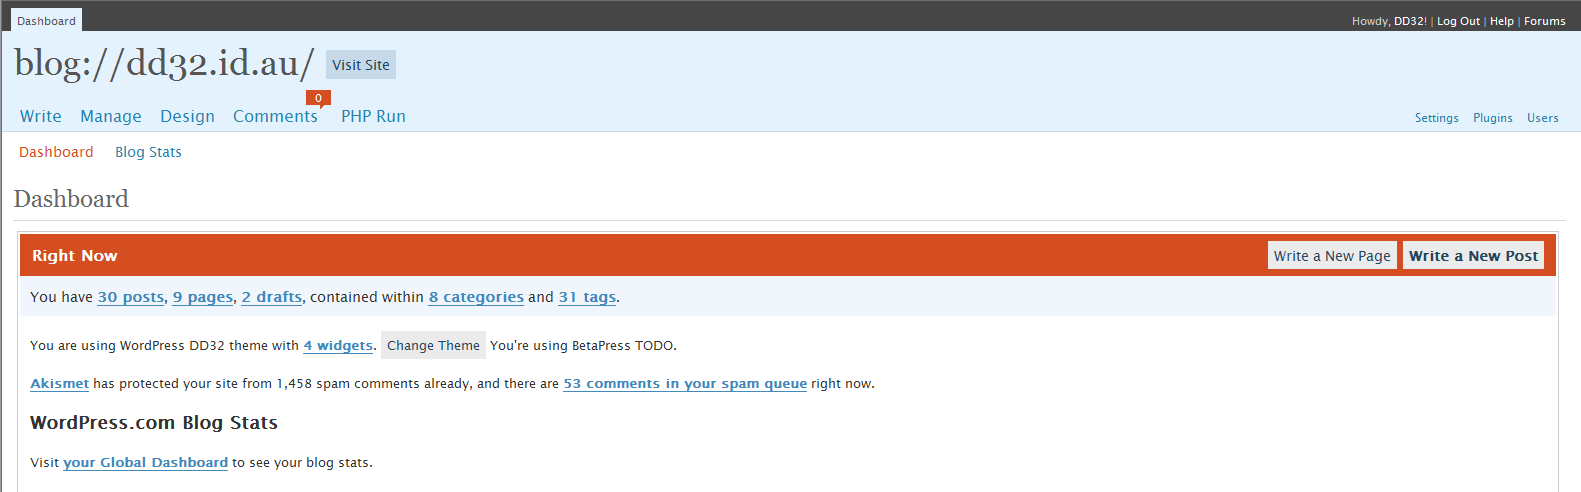 Dashboard
Howdy, DD32! | Log Out | Help | Forums
blog://dd32.id.au/ Visit Site
0
Write Manage Design Comments PHP Run
Settings Plugins Users
Dashboard Blog Stats
Dashboard
Right Now
Write a New Page Write a New Post
You have 30 posts, 9 pages, 2 drafts, contained within 8 categories and 31 tags.
You are using WordPress DD32 theme with 4 widgets. Change Theme You're using BetaPress TODO.
Akismet has protected your site from 1,458 spam comments already, and there are 53 comments in your spam queue right now.
WordPress.com Blog Stats
Visit your Global Dashboard to see your blog stats.